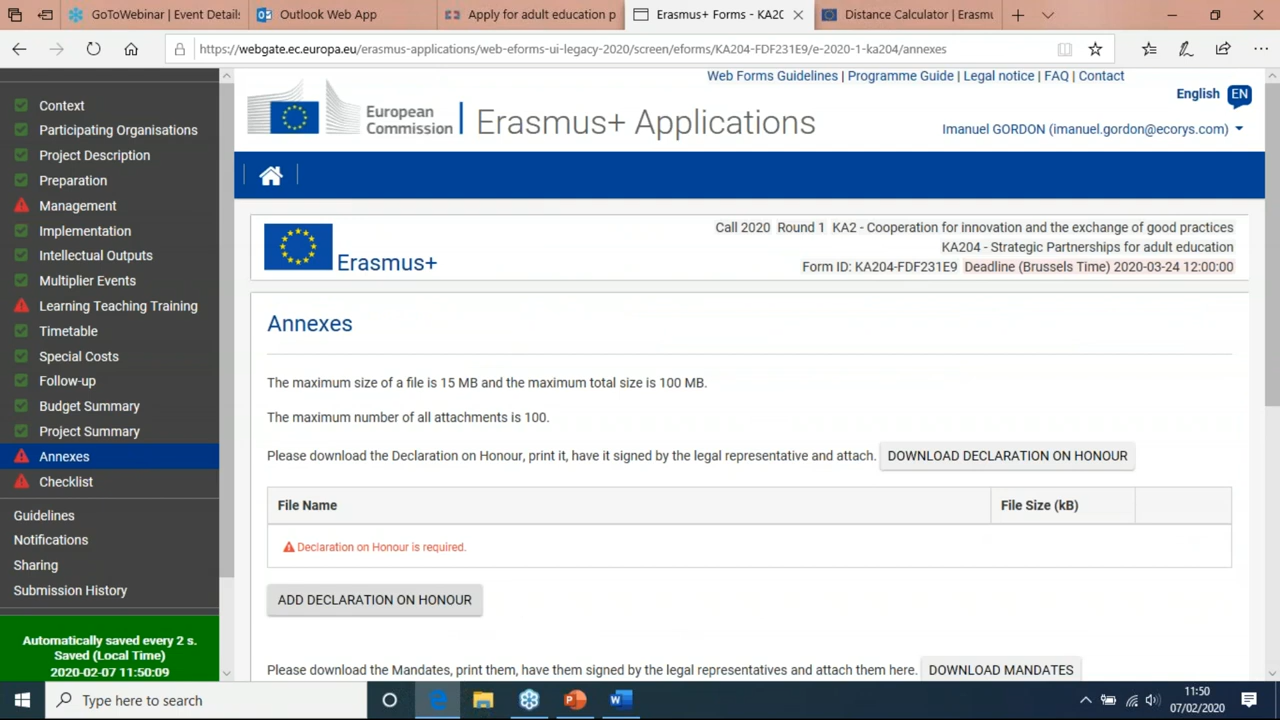 GoToWebinar | Event Details
Outlook Web App
Apply for adult education p
Erasmus+ Forms - KA20
Distance Calculator | Erasmu
https://webgate.ec.europa.eu/erasmus-applications/web-eforms-ui-legacy-2020/screen/eforms/KA204-FDF231E9/e-2020-1-ka204/annexes
Context
Participating Organisations
Project Description
Preparation
Management
Implementation
Intellectual Outputs
Multiplier Events
Learning Teaching Training
Timetable
Special Costs
Follow-up
Budget Summary
Project Summary
Annexes
Checklist
Guidelines
Notifications
Sharing
Submission History
Automatically saved every 2 s.
Saved (Local Time)
2020-02-07 11:50:09
Web Forms Guidelines | Programme Guide | Legal notice | FAQ | Contact
English EN
European
Commission
Erasmus+ Applications
Imanuel GORDON (imanuel.gordon@ecorys.com)
Call 2020 Round 1 KA2 - Cooperation for innovation and the exchange of good practices
KA204 - Strategic Partnerships for adult education
Form ID: KA204-FDF231E9 Deadline (Brussels Time) 2020-03-24 12:00:00
Erasmus+
Annexes
The maximum size of a file is 15 MB and the maximum total size is 100 MB.
The maximum number of all attachments is 100.
Please download the Declaration on Honour, print it, have it signed by the legal representative and attach. DOWNLOAD DECLARATION ON HONOUR
File Name File Size (kB)
Declaration on Honour is required.
ADD DECLARATION ON HONOUR
Please download the Mandates, print them, have them signed by the legal representatives and attach them here. DOWNLOAD MANDATES
Type here to search
11:50
07/02/2020